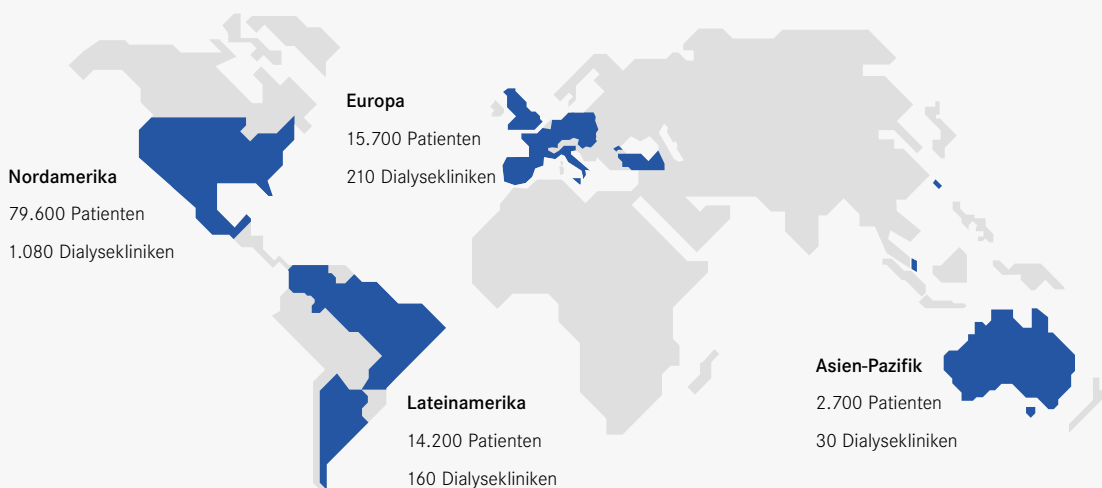 Europa
15.700 Patienten
210 Dialysekliniken
Nordamerika
79.600 Patienten
1.080 Dialysekliniken
Asien-Pazifik
2.700 Patienten
30 Dialysekliniken
Lateinamerika
14.200 Patienten
160 Dialysekliniken